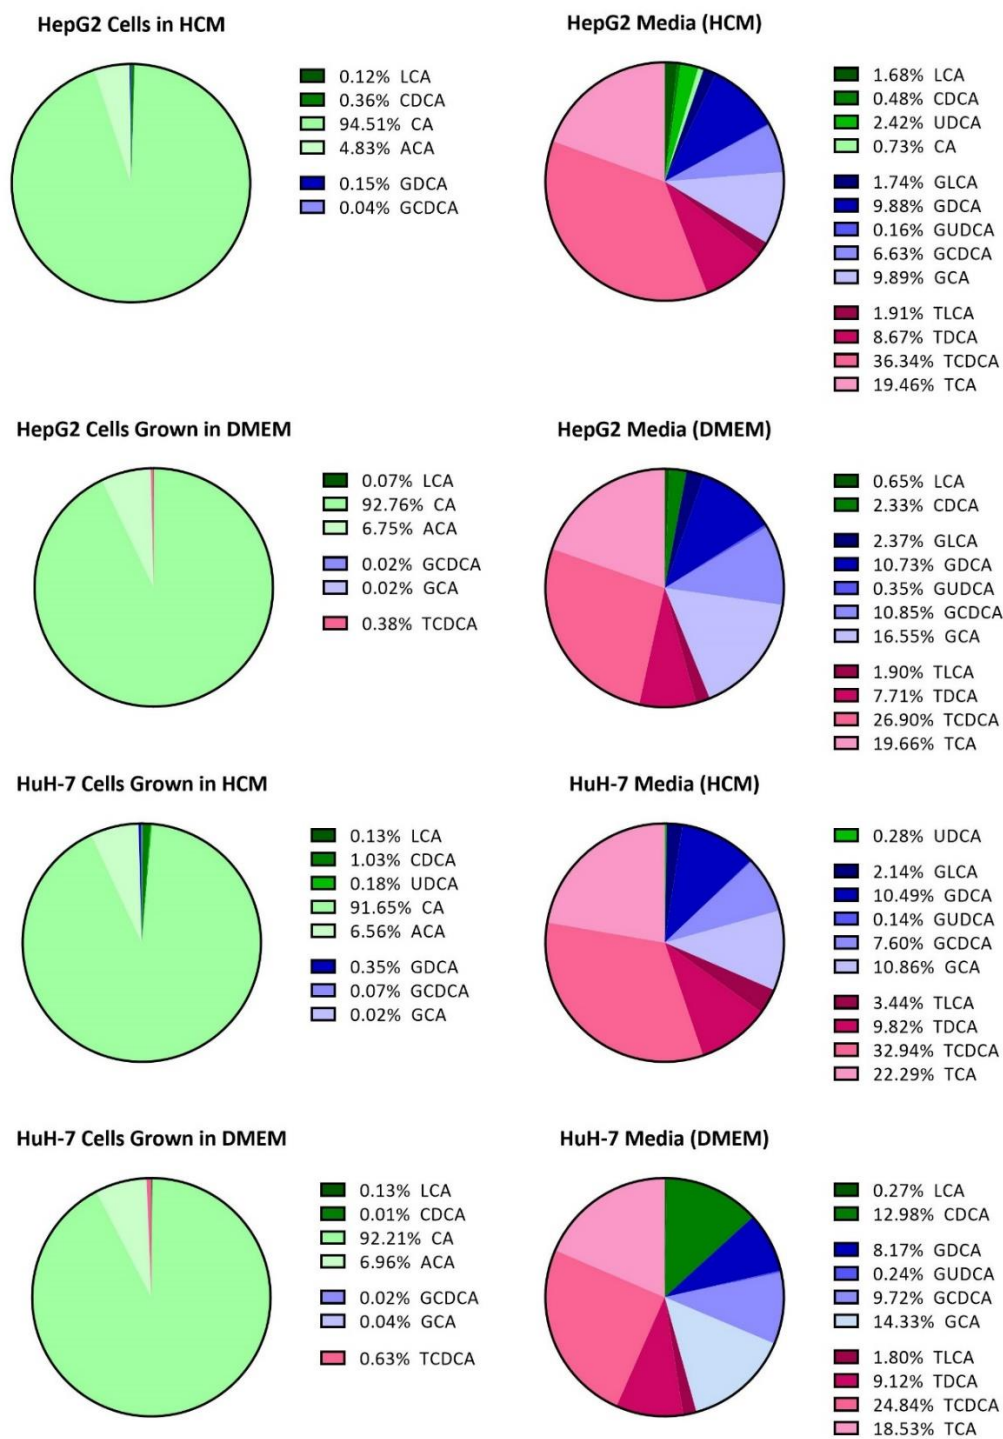 HepG2 Cells in HCM
0.12% LCA
0.36% CDCA
94.51% CA
4.83% ACA
0.15% GDCA
0.04% GCDCA
HepG2 Media (HCM)
1.68% LCA
0.48% CDCA
2.42% UDCA
0.73% CA
1.74% GLCA
9.88% GDCA
0.16% GUDCA
6.63% GCDCA
9.89% GCA
1.91% TLCA
8.67% TDCA
36.34% TCDCA
19.46% TCA
HepG2 Cells Grown in DMEM
0.07% LCA
92.76% CA
6.75% ACA
0.02% GCDCA
0.02% GCA
0.38% TCDCA
HepG2 Media (DMEM)
0.65% LCA
2.33% CDCA
2.37% GLCA
10.73% GDCA
0.35% GUDCA
10.85% GCDCA
16.55% GCA
1.90% TLCA
7.71% TDCA
26.90% TCDCA
19.66% TCA
HuH-7 Cells Grown in HCM
0.13% LCA
1.03% CDCA
0.18% UDCA
91.65% CA
6.56% ACA
0.35% GDCA
0.07% GCDCA
0.02% GCA
HuH-7 Media (HCM)
0.28% UDCA
2.14% GLCA
10.49% GDCA
0.14% GUDCA
7.60% GCDCA
10.86% GCA
3.44% TLCA
9.82% TDCA
32.94% TCDCA
22.29% TCA
HuH-7 Cells Grown in DMEM
0.13% LCA
0.01% CDCA
92.21% CA
6.96% ACA
0.02% GCDCA
0.04% GCA
0.63% TCDCA
HuH-7 Media (DMEM)
0.27% LCA
12.98% CDCA
8.17% GDCA
0.24% GUDCA
9.72% GCDCA
14.33% GCA
1.80% TLCA
9.12% TDCA
24.84% TCDCA
18.53% TCA